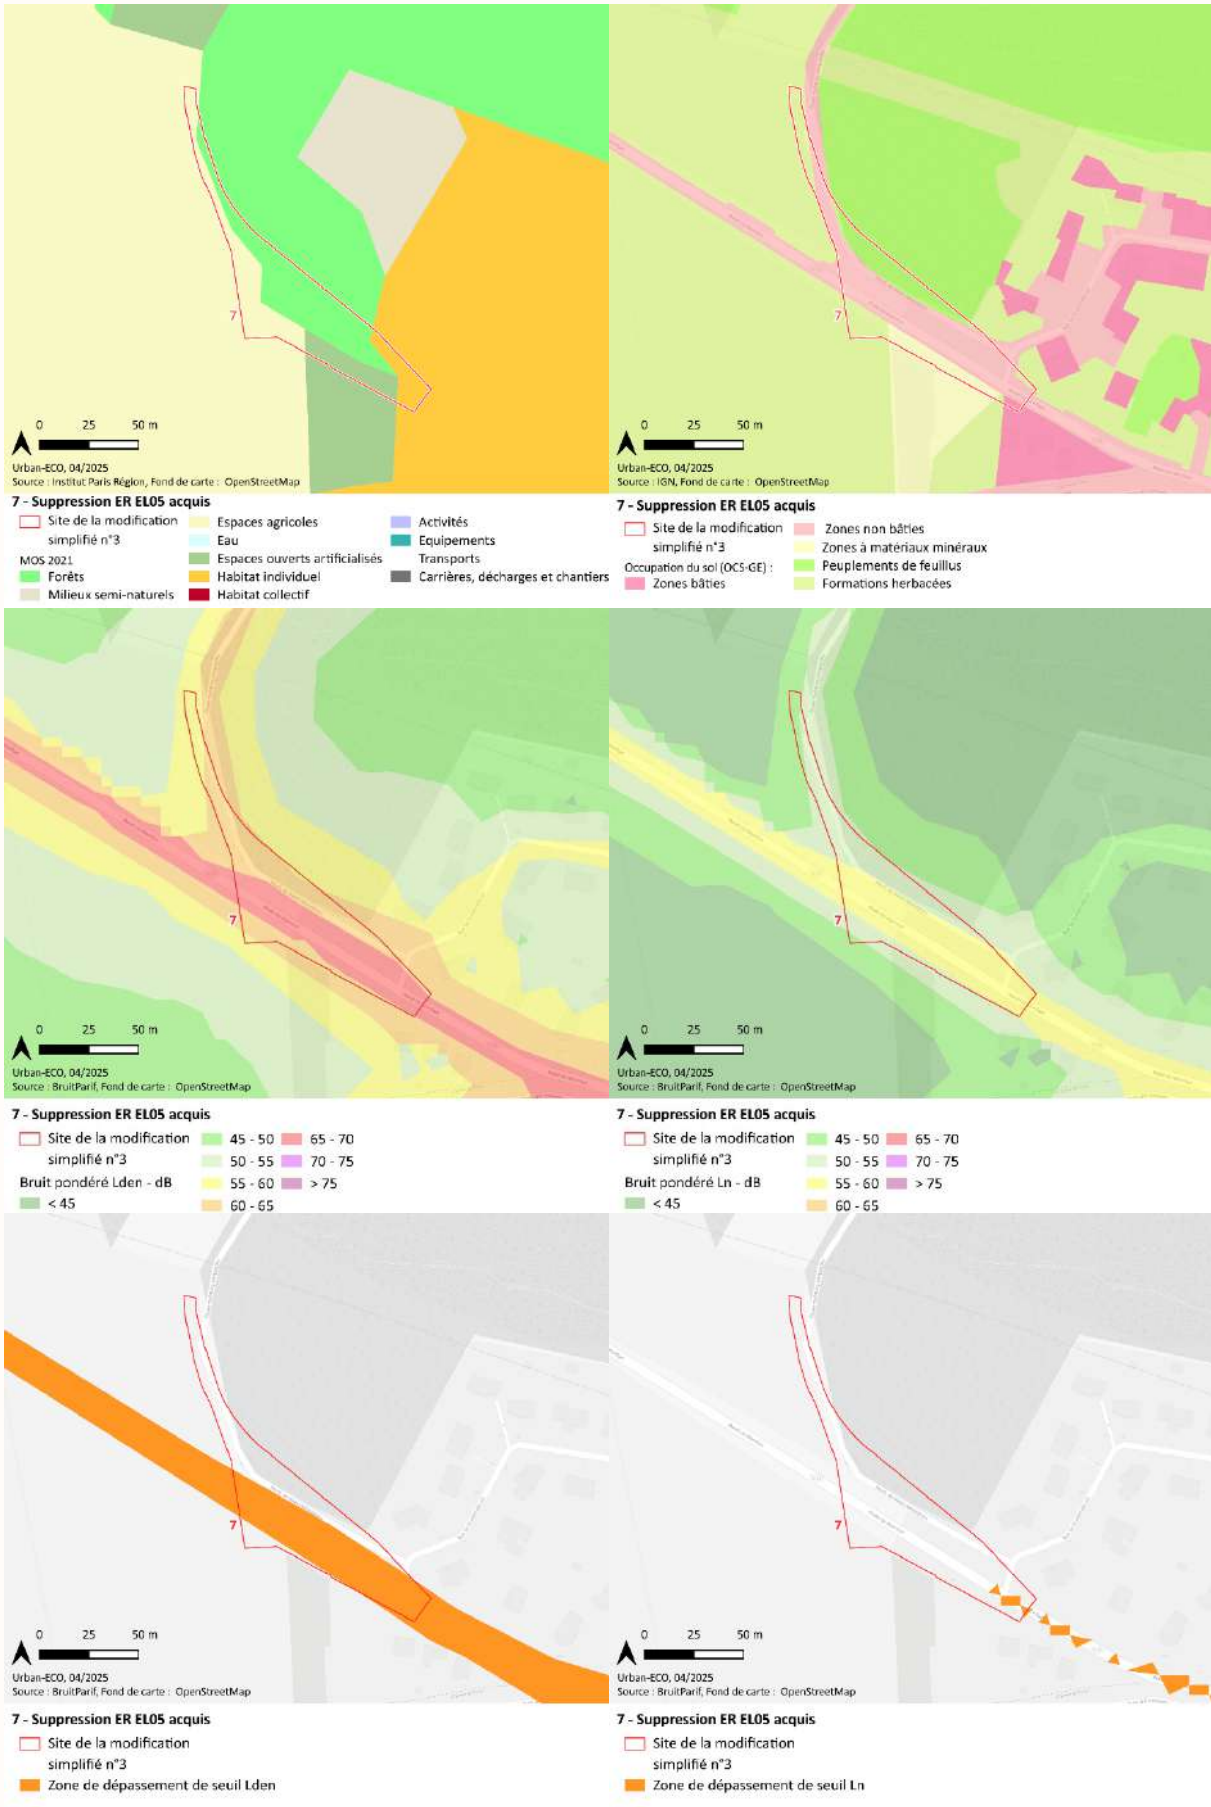 7
0 25 50 m
Urban-ECO, 04/2025
Source : Institut Paris Région, Fond de carte : OpenStreetMap
7 - Suppression ER EL05 acquis
Site de la modification
simplifié n°3
MOS 2021
Forêts
Milieux semi-naturels
Espaces agricoles
Eau
Espaces ouverts artificialisés
Habitat individuel
Habitat collectif
Activités
Equipements
Transports
Carrières, décharges et chantiers
7
0 25 50 m
Urban-ECO, 04/2025
Source : IGN, Fond de carte : OpenStreetMap
7 - Suppression ER EL05 acquis
Site de la modification
simplifié n°3
Occupation du sol (OCS-GE) :
Zones bâties
Zones non bâties
Zones à matériaux minéraux
Peuplements de feuillus
Formations herbacées
7
0 25 50 m
Urban-ECO, 04/2025
Source : BruitParif, Fond de carte : OpenStreetMap
7 - Suppression ER EL05 acquis
Site de la modification
simplifié n°3
Bruit pondéré Lden - dB
< 45
45 - 50
50 - 55
55 - 60
60 - 65
65 - 70
70 - 75
> 75
7
0 25 50 m
Urban-ECO, 04/2025
Source : BruitParif, Fond de carte : OpenStreetMap
7 - Suppression ER EL05 acquis
Site de la modification
simplifié n°3
Bruit pondéré Ln - dB
< 45
45 - 50
50 - 55
55 - 60
60 - 65
65 - 70
70 - 75
> 75
7
0 25 50 m
Urban-ECO, 04/2025
Source : BruitParif, Fond de carte : OpenStreetMap
7 - Suppression ER EL05 acquis
Site de la modification
simplifié n°3
Zone de dépassement de seuil Lden
7
0 25 50 m
Urban-ECO, 04/2025
Source : BruitParif, Fond de carte : OpenStreetMap
7 - Suppression ER EL05 acquis
Site de la modification
simplifié n°3
Zone de dépassement de seuil Ln